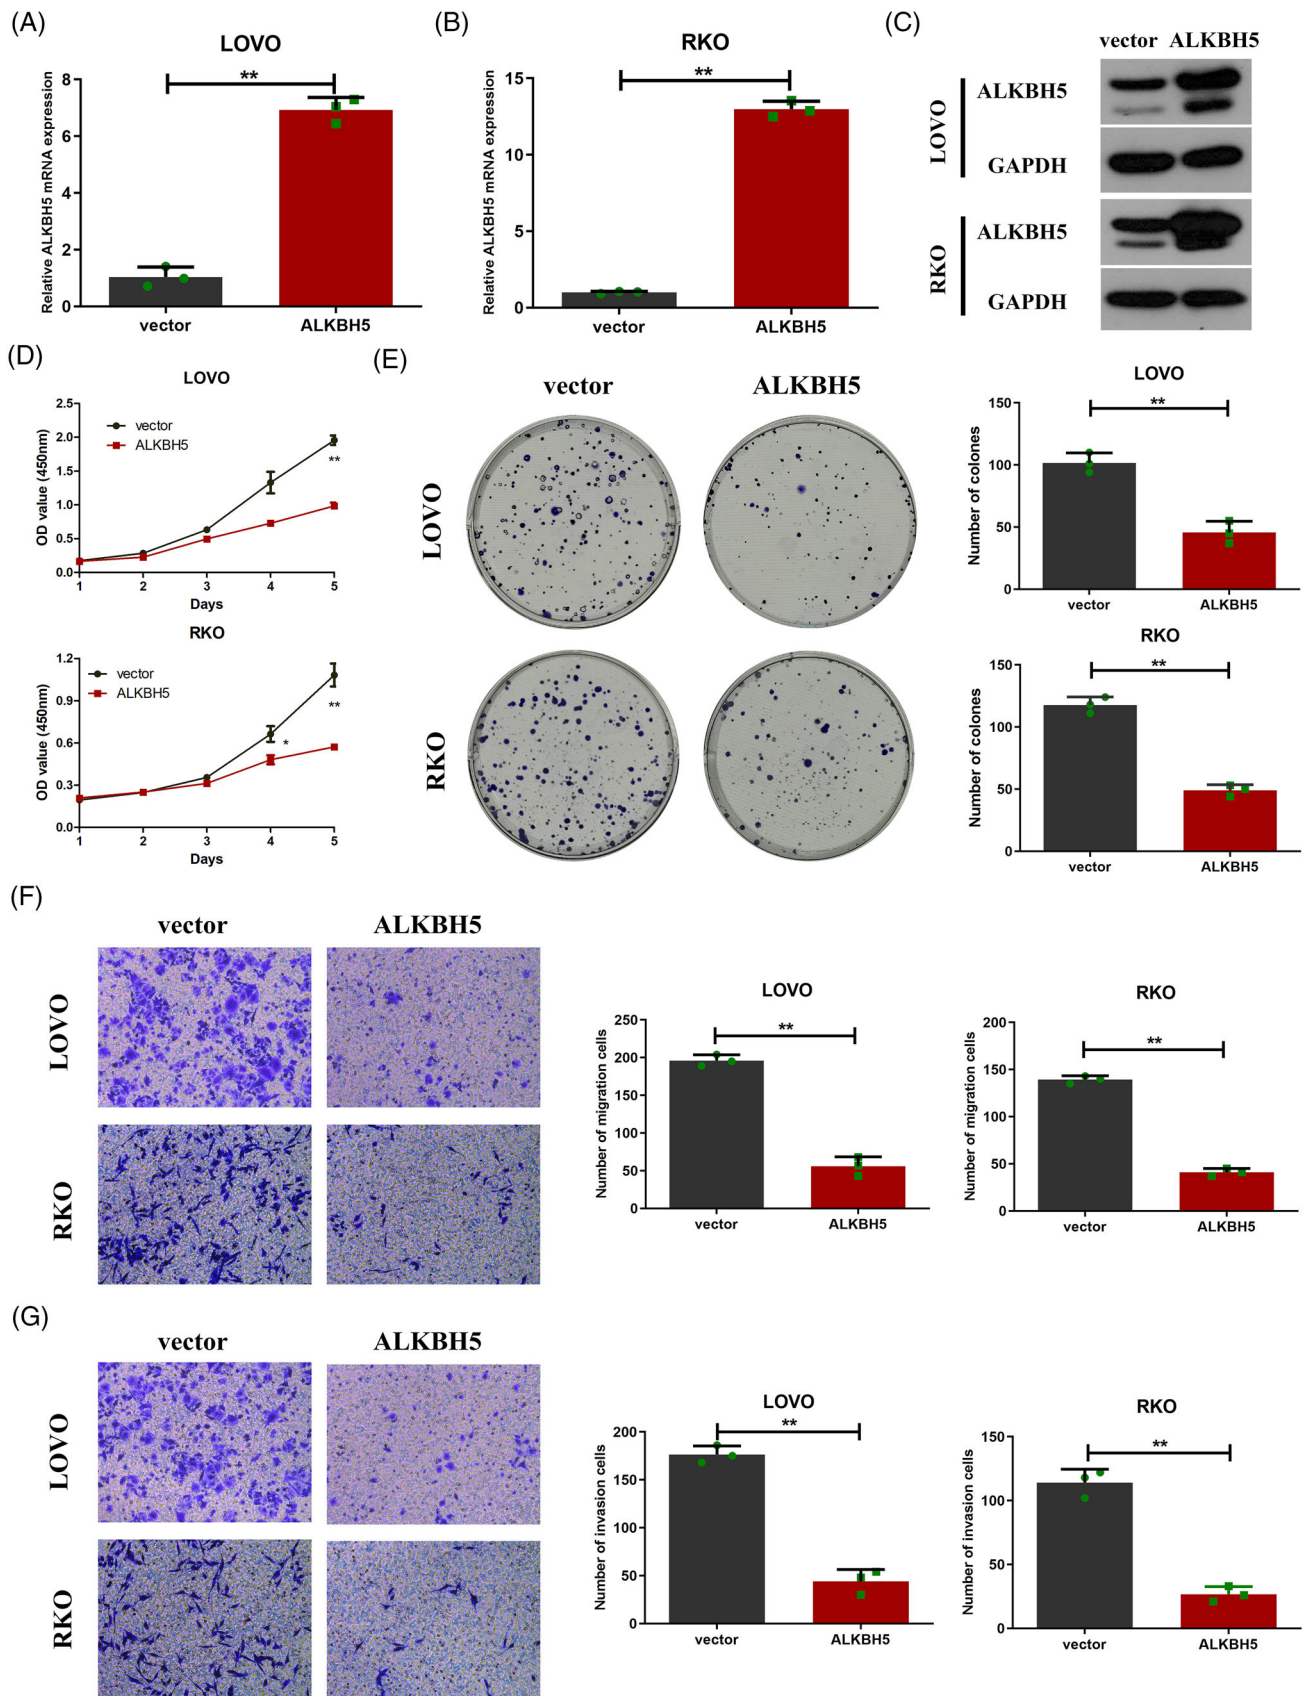 (A)
LOVO
**
Relative ALKBH5 mRNA expression
8
6
4
2
0
vector
ALKBH5
(B)
RKO
**
Relative ALKBH5 mRNA expression
15
10
5
0
vector
ALKBH5
(C)
vector ALKBH5
LOVO
ALKBH5
GAPDH
RKO
ALKBH5
GAPDH
(D)
LOVO
OD value (450nm)
2.5
2.0
1.5
1.0
0.5
0.0
vector
ALKBH5
**
1 2 3 4 5
Days
RKO
OD value (450nm)
1.2
0.9
0.6
0.3
0.0
vector
ALKBH5
*
**
1 2 3 4 5
Days
(E)
vector ALKBH5
LOVO
RKO
LOVO
**
Number of colones
150
100
50
0
vector
ALKBH5
RKO
**
Number of colones
150
100
50
0
vector
ALKBH5
(F)
vector ALKBH5
LOVO
RKO
LOVO
**
Number of migration cells
250
200
150
100
50
0
vector
ALKBH5
RKO
**
Number of migration cells
200
150
100
50
0
vector
ALKBH5
(G)
vector ALKBH5
LOVO
RKO
LOVO
**
Number of invasion cells
200
150
100
50
0
vector
ALKBH5
RKO
**
Number of invasion cells
150
100
50
0
vector
ALKBH5